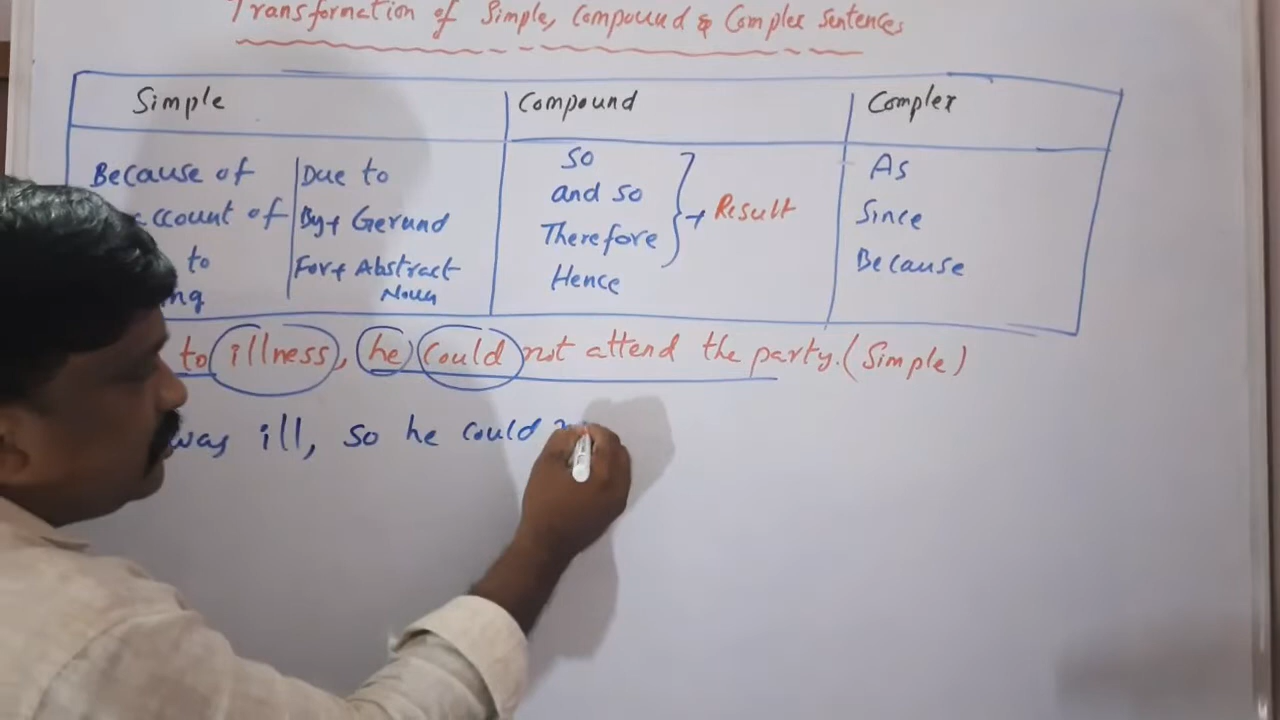 Transformation of Simple, Compound & Complex Sentences
Simple Compound Complex
Because of Due to So As
account of By+ Gerund and so Result Since
to For+ Abstract Therefore Because
Noun Hence
to illness, he could not attend the party. (Simple)
was ill, so he could